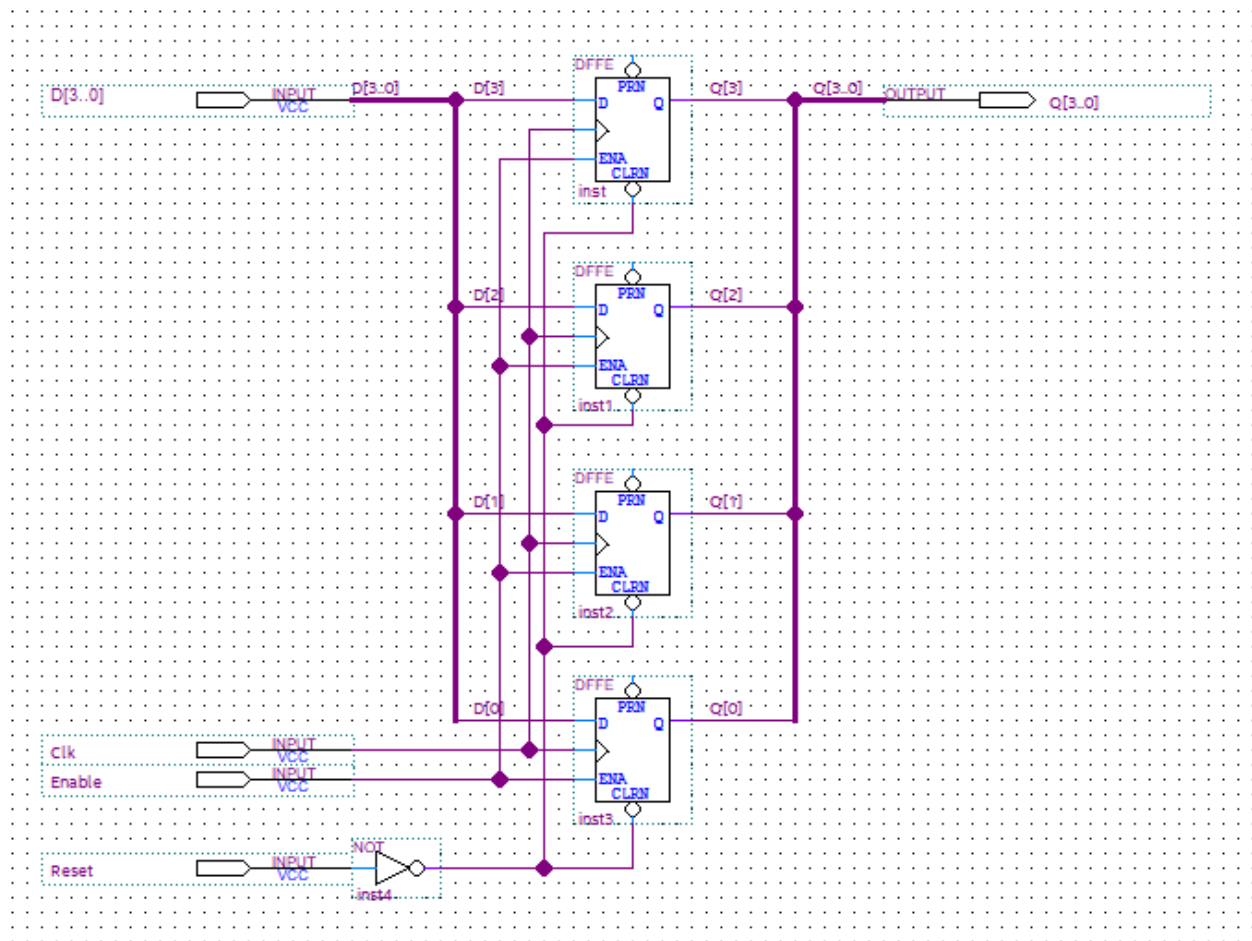 DFFE
D[3..0] INPUT VCC D[3..0] D[3] PRN D Q Q[3] Q[3..0] OUTPUT Q[3..0]
ENA
CLRN
inst
DFFE
D[2] PRN Q[2]
D Q
ENA
CLRN
inst1
DFFE
D[1] PRN Q[1]
D Q
ENA
CLRN
inst2
DFFE
D[0] PRN Q[0]
D Q
Clk INPUT VCC
Enable INPUT VCC ENA
CLRN
inst3
NOT
Reset INPUT VCC
inst4